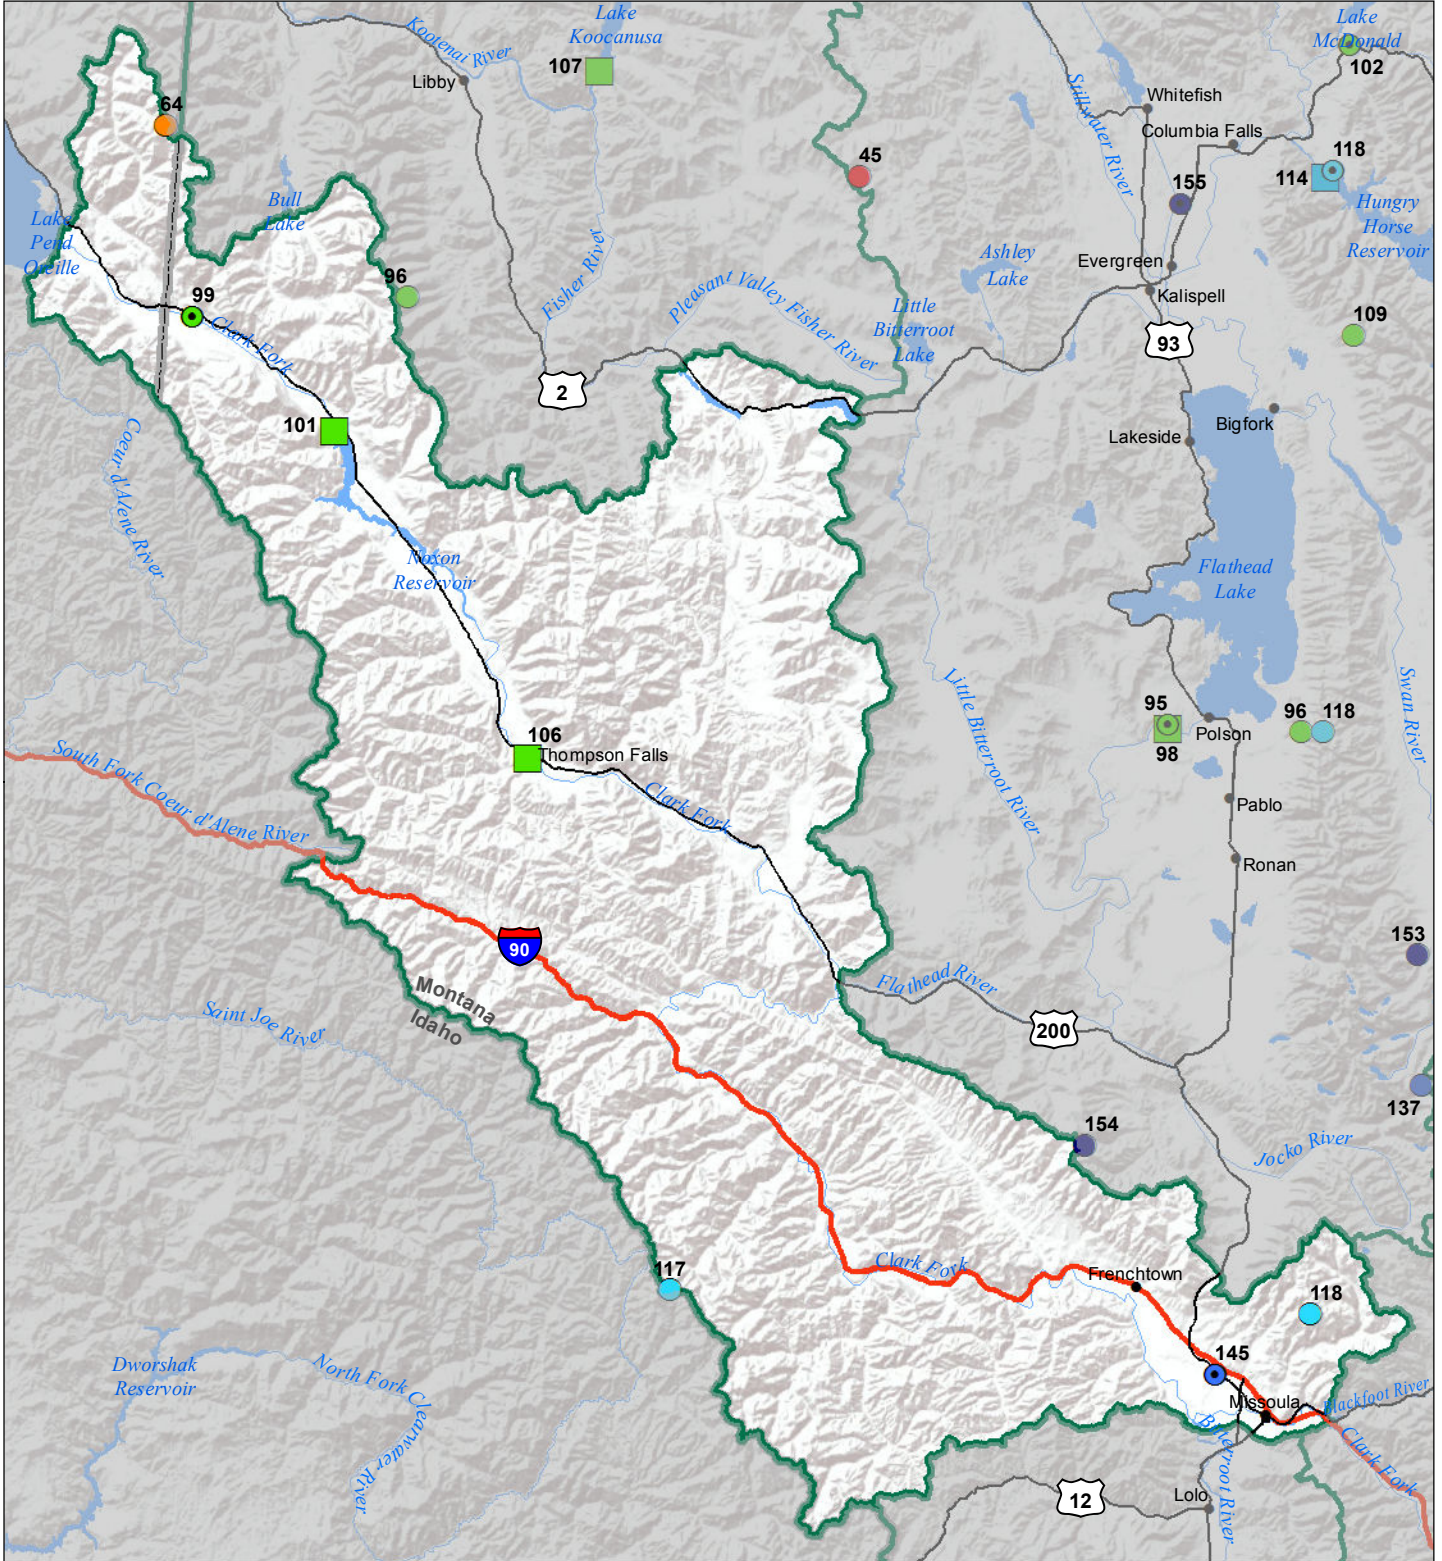 Lake
Koocanusa
Kootenai River
107
Libby
Lake
McDonald
102
Whitefish
Stillwater River
Columbia Falls
64
45
118
114
155
Hungry
Horse
Reservoir
Bull
Lake
Lake
Pend
Oreille
Fisher River
Ashley
Lake
Evergreen
Kalispell
96
99
Clark Fork
Pleasant Valley Fisher River
Little
Bitterroot
Lake
109
93
2
101
Lakeside
Bigfork
Coeur d'Alene River
Noxon
Reservoir
Flathead
Lake
Little Bitterroot River
Swan River
95
98
Polson
96
118
106
Thompson Falls
South Fork Coeur d'Alene River
Clark Fork
Pablo
Ronan
90
153
Montana
Idaho
Flathead River
Saint Joe River
200
137
154
Jocko River
117
Clark Fork
Frenchtown
118
145
Dworshak
Reservoir
North Fork Clearwater River
Missoula
Blackfoot River
Bitterroot River
Clark Fork
12
Lolo